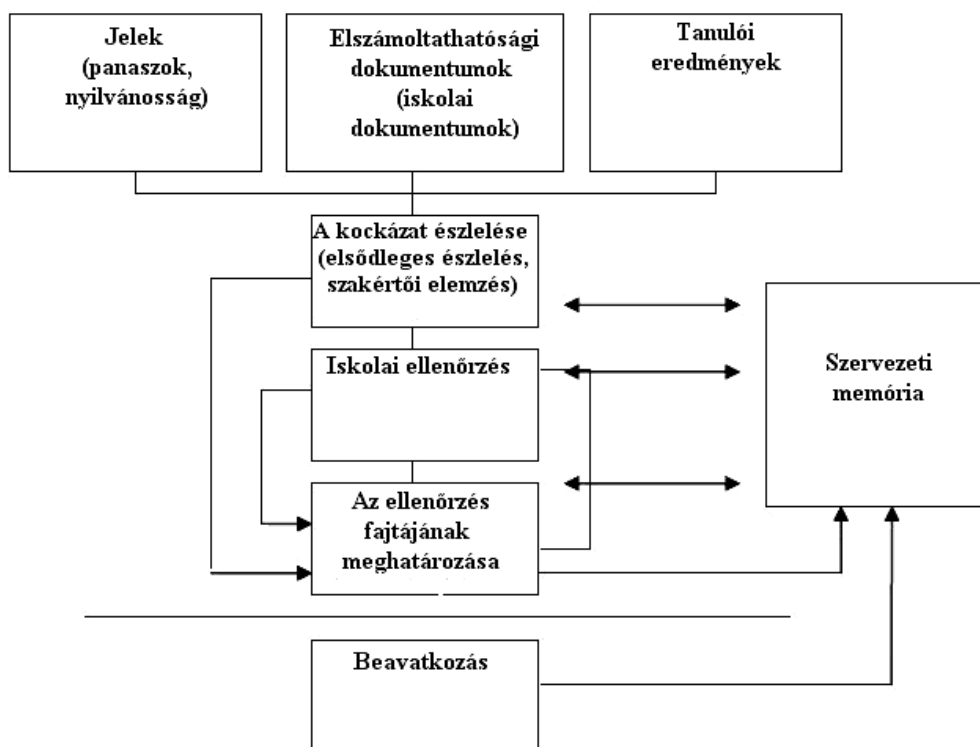 Jelek
(panaszok,
nyilvánosság)
Elszámoltathatósági
dokumentumok
(iskolai
dokumentumok)
Tanulói
eredmények
A kockázat észlelése
(elsődleges észlelés,
szakértői elemzés)
Iskolai ellenőrzés
Szervezeti
memória
Az ellenőrzés
fajtájának
meghatározása
Beavatkozás